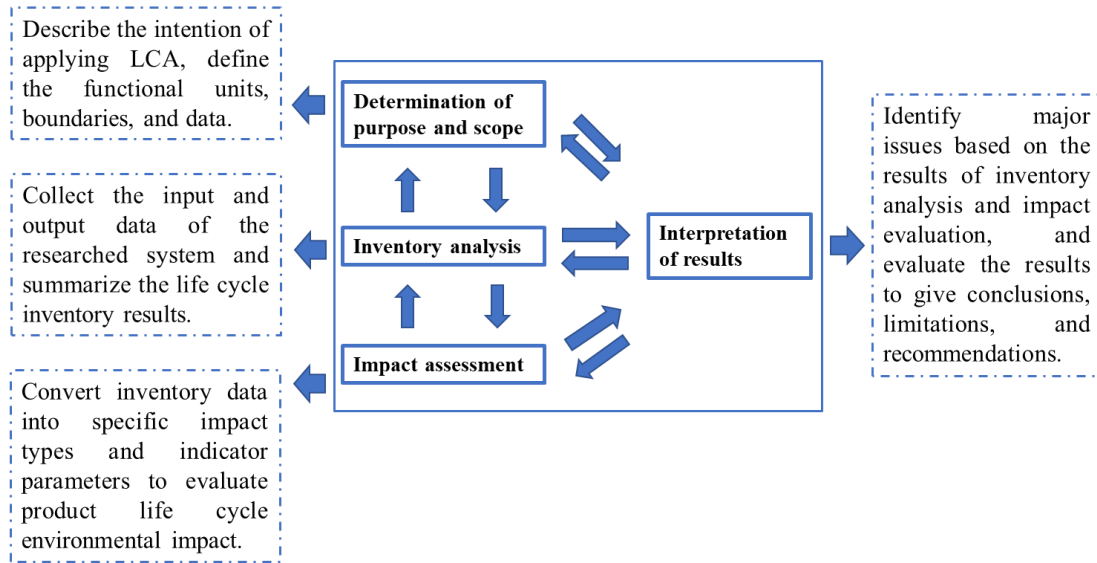 Describe the intention of
applying LCA, define
the functional units,
boundaries, and data.
Determination of
purpose and scope
Collect the input and
output data of the
researched system and
summarize the life cycle
inventory results.
Inventory analysis
Interpretation
of results
Identify major
issues based on the
results of inventory
analysis and impact
evaluation, and
evaluate the results
to give conclusions,
limitations, and
recommendations.
Impact assessment
Convert inventory data
into specific impact
types and indicator
parameters to evaluate
product life cycle
environmental impact.